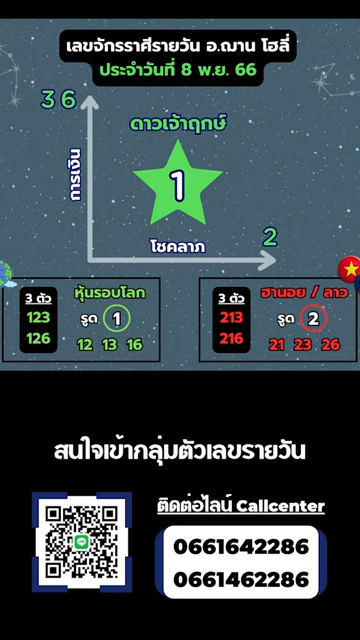 เลขจักรราศีรายวัน อ.ฌาน โฮลี่
ประจำวันที่ 8 พ.ย. 66
3 6
ดาวเจ้าฤกษ์
การเงิน
1
โชคลาภ
2
3 ตัว
123
126
หุ้นรอบโลก
รูด 1
12 13 16
3 ตัว
213
216
ฮานอย / ลาว
รูด 2
21 23 26
สนใจเข้ากลุ่มตัวเลขรายวัน
ติดต่อไลน์ Callcenter
0661642286
0661462286